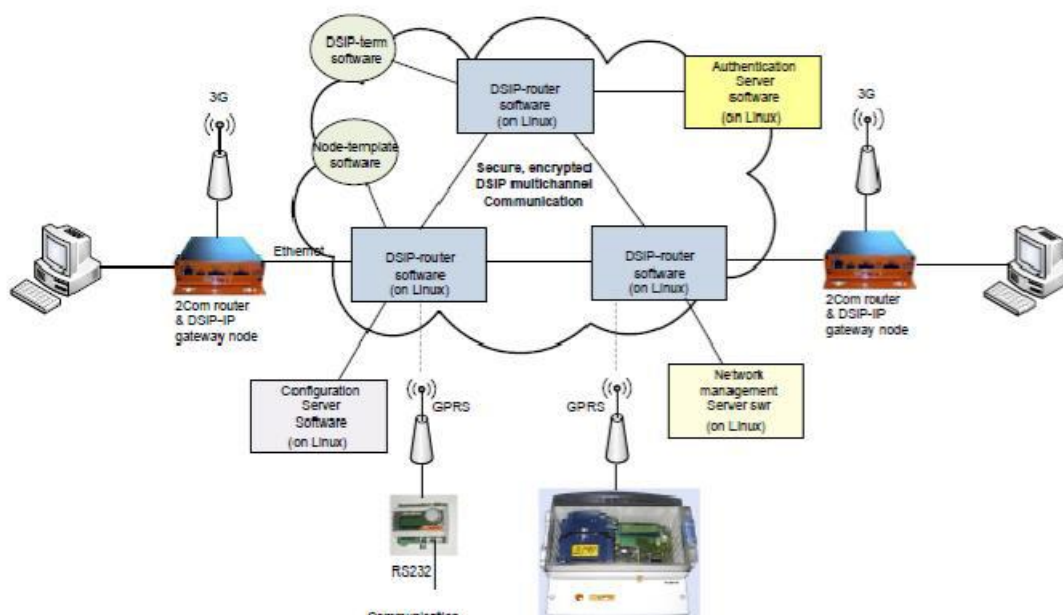 DSIP-term
software
DSIP-router
software
(on Linux)
Authentication
Server
software
(on Linux)
3G
3G
Node-template
software
Secure, encrypted
DSIP multichannel
Communication
Ethernet
DSIP-router
software
(on Linux)
DSIP-router
software
(on Linux)
2Com router
& DSIP-IP
gateway node
2Com router
& DSIP-IP
gateway node
Configuration
Server
Software
(on Linux)
GPRS
GPRS
Network
management
Server swr
(on Linux)
RS232
Communication